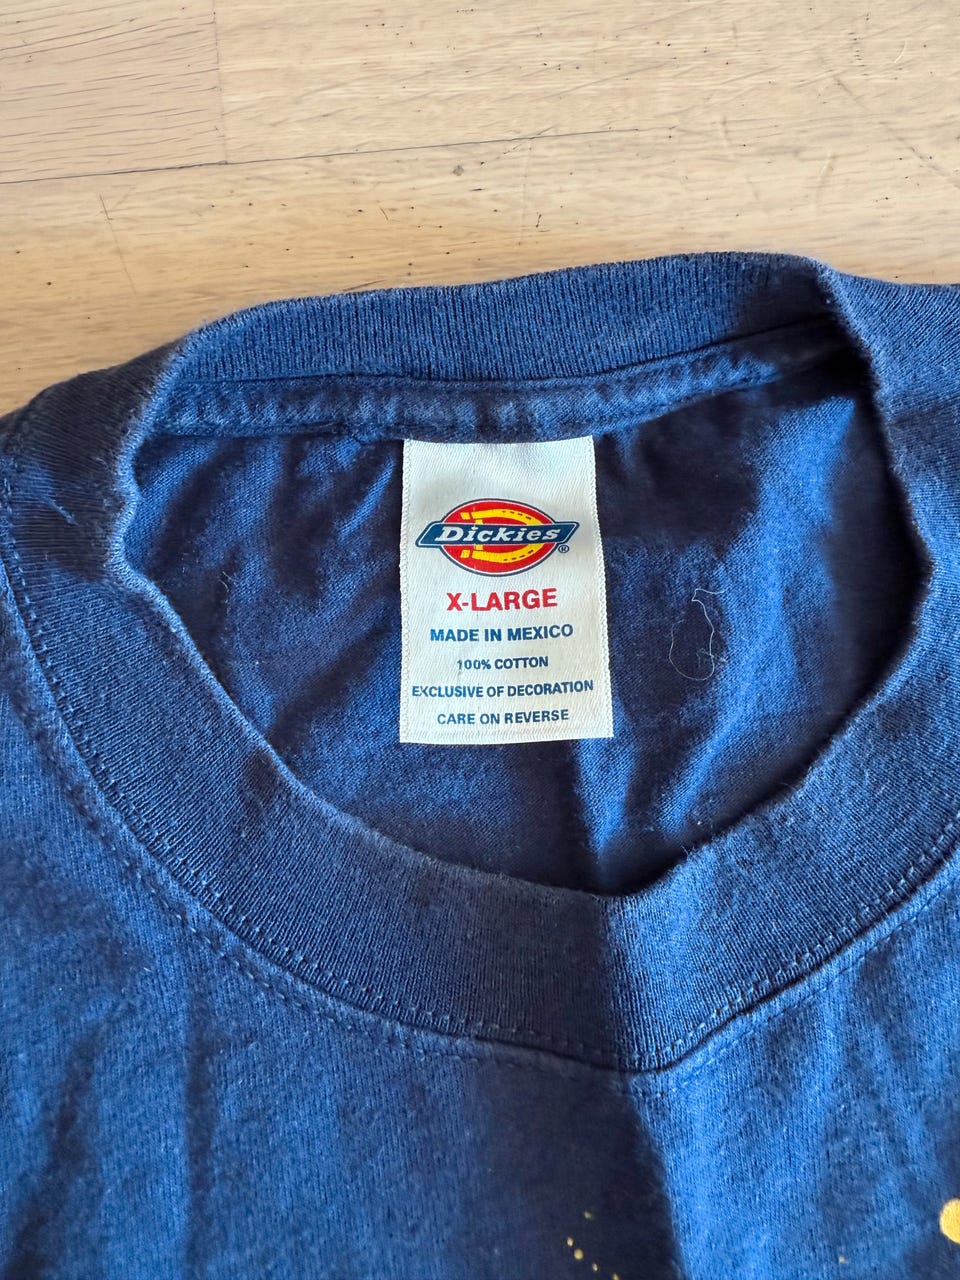 Dickies®
X-LARGE
MADE IN MEXICO
100% COTTON
EXCLUSIVE OF DECORATION
CARE ON REVERSE